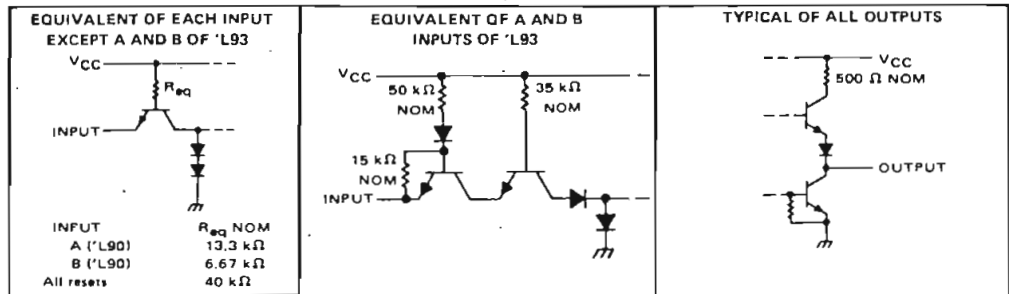 EQUIVALENT OF EACH INPUT
EXCEPT A AND B OF 'L93
VCC
Req
INPUT
INPUT Req NOM
A ('L90) 13.3 kΩ
B ('L90) 6.67 kΩ
All resets 40 kΩ
EQUIVALENT OF A AND B
INPUTS OF 'L93
VCC
50 kΩ
NOM
35 kΩ
NOM
15 kΩ
NOM
INPUT
TYPICAL OF ALL OUTPUTS
VCC
500 Ω NOM
OUTPUT